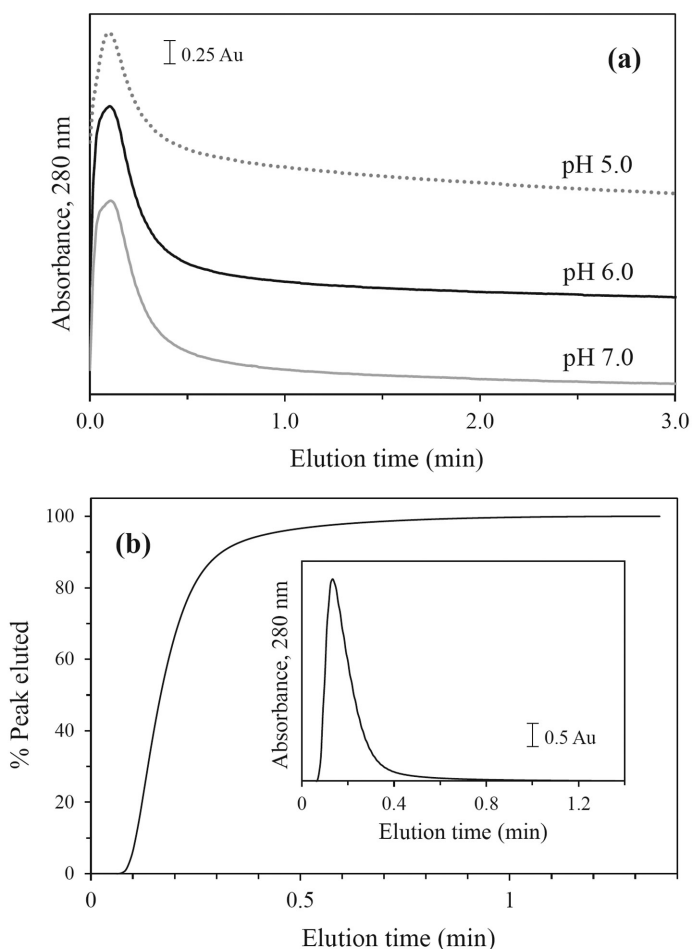 0.25 Au
(a)
Absorbance, 280 nm
pH 5.0
pH 6.0
pH 7.0
0.0 1.0 2.0 3.0
Elution time (min)
(b)
% Peak eluted
100
80
60
40
20
0
Absorbance, 280 nm
0.5 Au
0 0.4 0.8 1.2
Elution time (min)
0 0.5 1
Elution time (min)